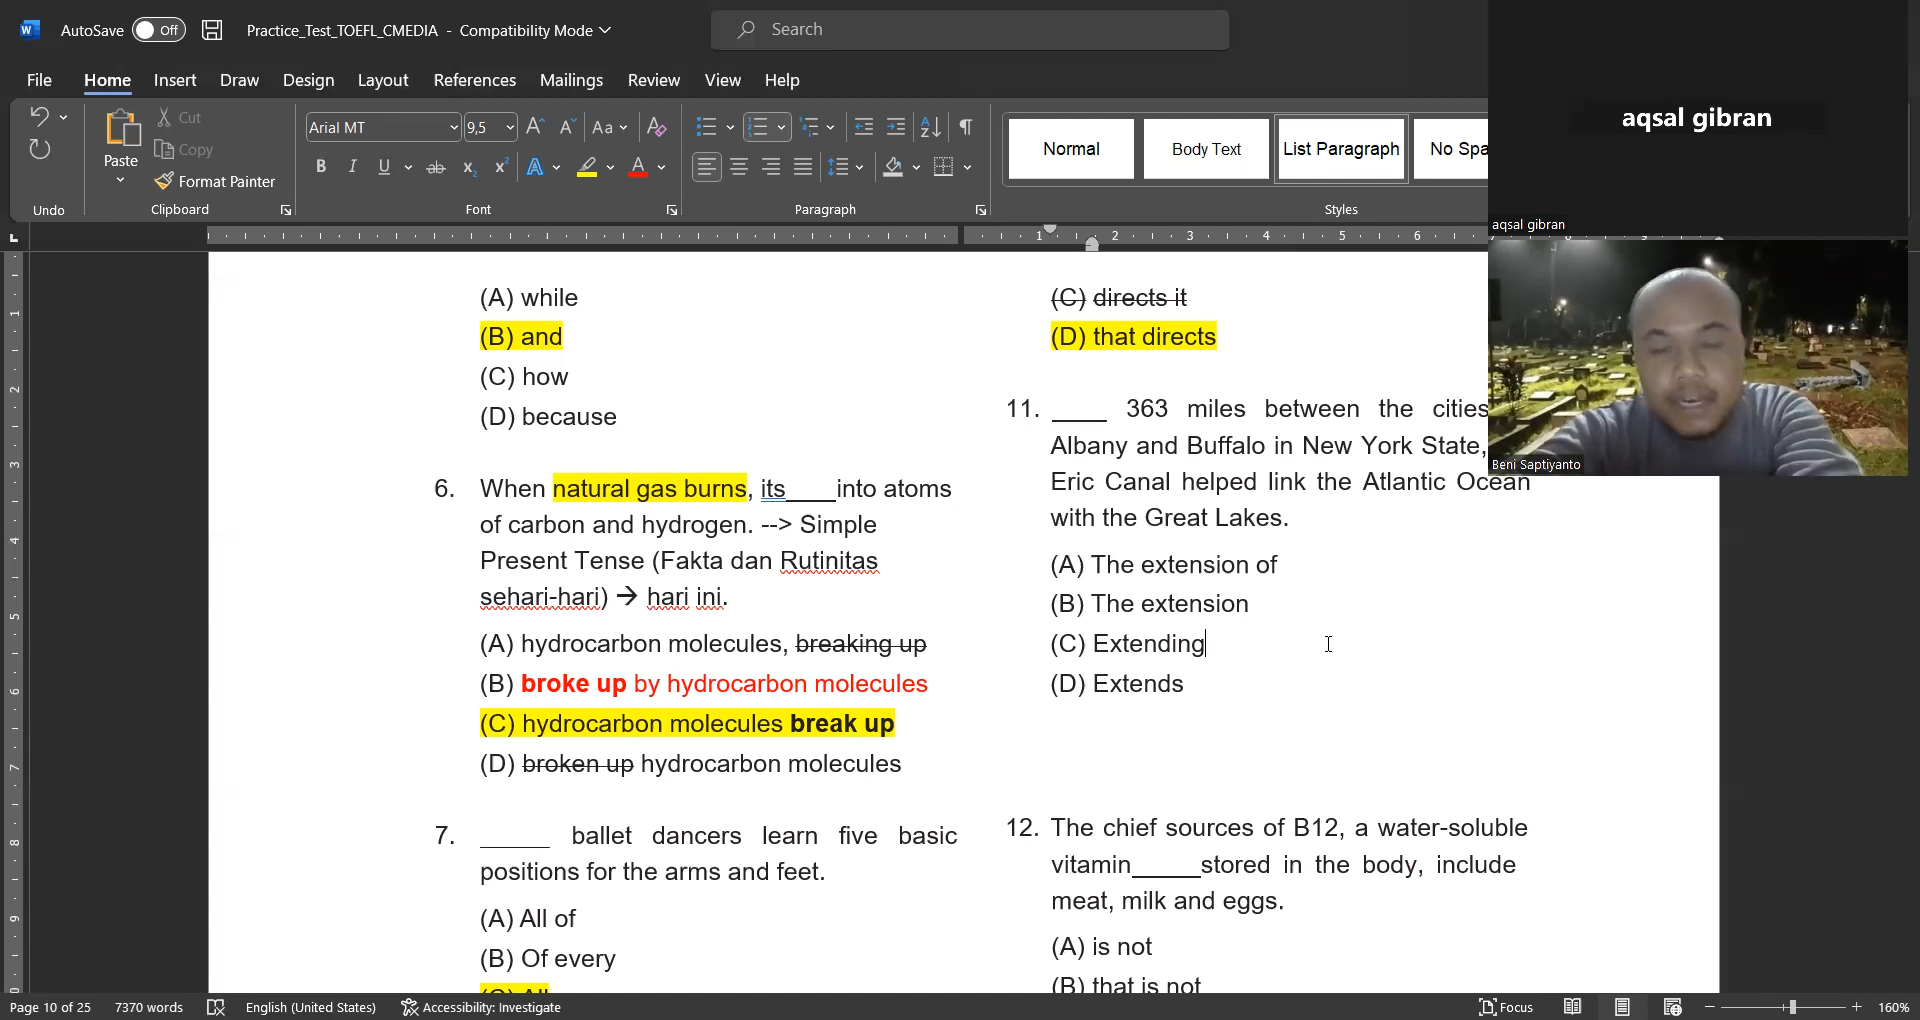 AutoSave Off Practice_Test_TOEFL_CMEDIA - Compatibility Mode
Search
File Home Insert Draw Design Layout References Mailings Review View Help
Paste
Cut
Copy
Format Painter
Arial MT 9,5
Normal
Body Text
List Paragraph
No Spa
Undo Clipboard Font Paragraph Styles
aqsal gibran
aqsal gibran
Beni Saptiyanto
(A) while
(B) and
(C) how
(D) because
6. When natural gas burns, its____into atoms
of carbon and hydrogen. --> Simple
Present Tense (Fakta dan Rutinitas
sehari-hari) → hari ini.
(A) hydrocarbon molecules, breaking up
(B) broke up by hydrocarbon molecules
(C) hydrocarbon molecules break up
(D) broken up hydrocarbon molecules
7. _____ ballet dancers learn five basic
positions for the arms and feet.
(A) All of
(B) Of every
(C) All
(C) directs it
(D) that directs
11. ____ 363 miles between the cities
Albany and Buffalo in New York State,
Eric Canal helped link the Atlantic Ocean
with the Great Lakes.
(A) The extension of
(B) The extension
(C) Extending
(D) Extends
12. The chief sources of B12, a water-soluble
vitamin_____stored in the body, include
meat, milk and eggs.
(A) is not
(B) that is not
Page 10 of 25 7370 words English (United States) Accessibility: Investigate Focus 160%